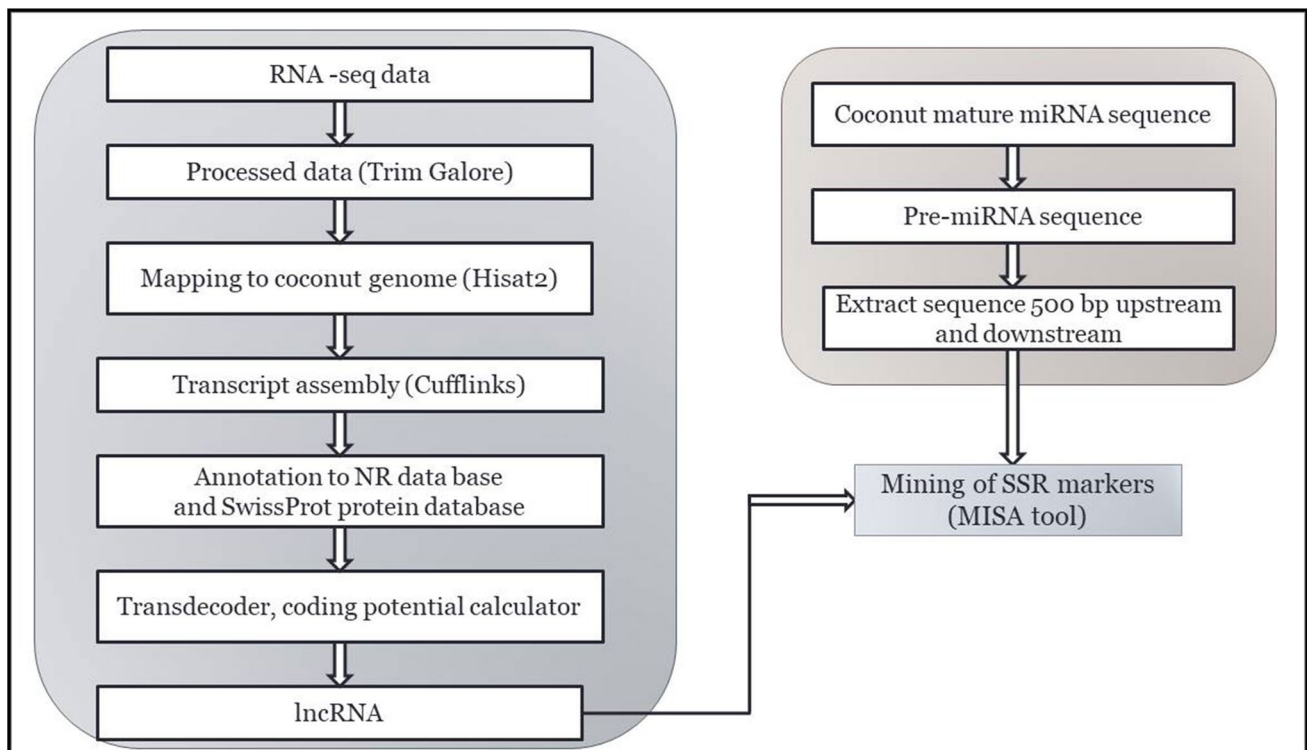 RNA -seq data
Processed data (Trim Galore)
Mapping to coconut genome (Hisat2)
Transcript assembly (Cufflinks)
Annotation to NR data base
and SwissProt protein database
Transdecoder, coding potential calculator
lncRNA
Coconut mature miRNA sequence
Pre-miRNA sequence
Extract sequence 500 bp upstream
and downstream
Mining of SSR markers
(MISA tool)